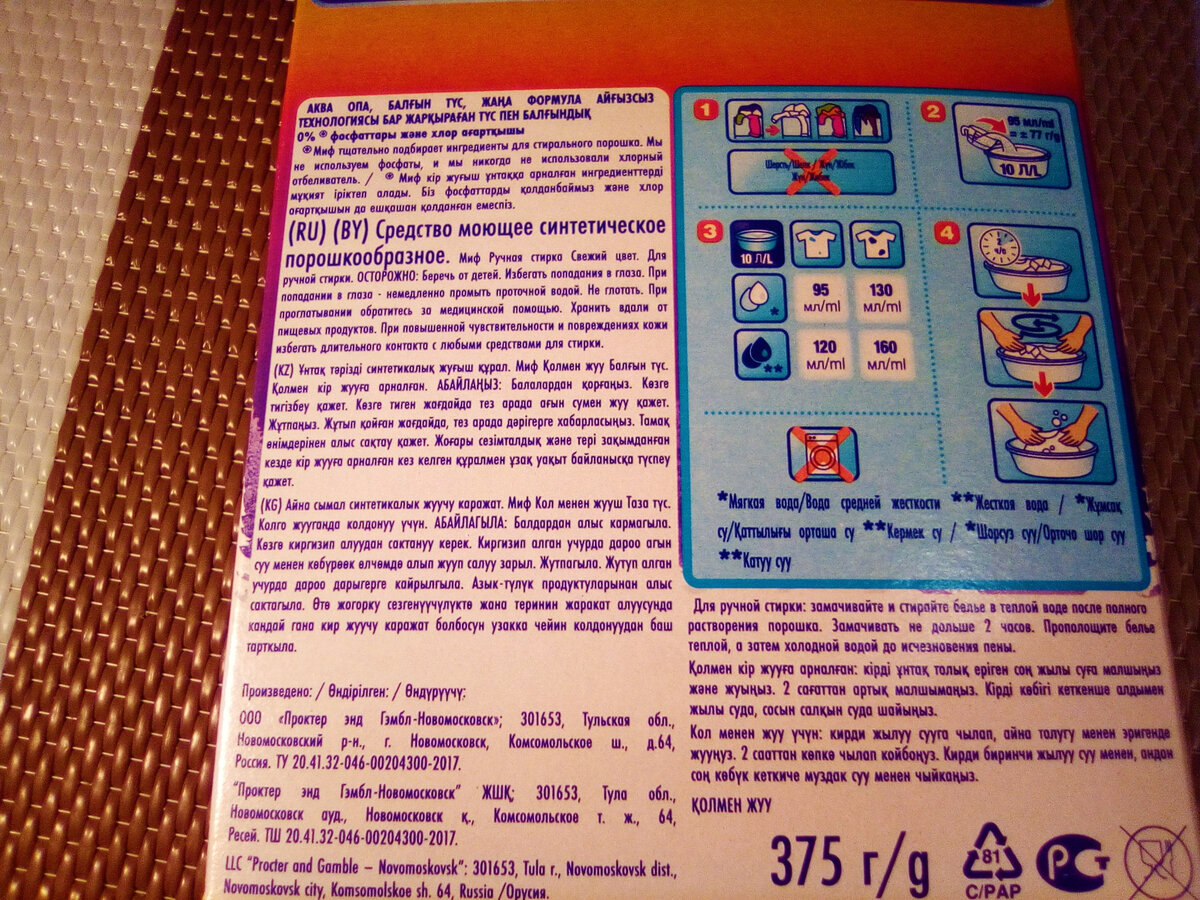 АКВА ОПА, БАЛҒЫН ТҮС, ЖАҢА ФОРМУЛА АЙҒЫЗСЫЗ
ТЕХНОЛОГИЯСЫ БАР ЖАРҚЫРАҒАН ТҮС ПЕН БАЛҒЫНДЫҚ
0% * фосфаттары және хлор ағартқышы
* Миф тщательно подбирает ингредиенты для стирального порошка. Мы
не используем фосфаты, и мы никогда не использовали хлорный
отбеливатель. / * Миф кір жуғыш ұнтаққа арналған ингредиенттерді
мұқият іріктеп алады. Біз фосфаттарды қолданбаймыз және хлор
ағартқышын да ешқашан қолданған емеспіз.
(RU) (BY) Средство моющее синтетическое
порошкообразное. Миф Ручная стирка Свежий цвет. Для
ручной стирки. ОСТОРОЖНО: Беречь от детей. Избегать попадания в глаза. При
попадании в глаза - немедленно промыть проточной водой. Не глотать. При
проглатывании обратитесь за медицинской помощью. Хранить вдали от
пищевых продуктов. При повышенной чувствительности и повреждениях кожи
избегать длительного контакта с любыми средствами для стирки.
(KZ) Ұнтақ тәрізді синтетикалық жуғыш құрал. Миф Қолмен жуу Балғын түс.
Қолмен кір жууға арналған. АБАЙЛАҢЫЗ: Балалардан қорғаңыз. Көзге
тигізбеу қажет. Көзге тиген жағдайда тез арада ағын сумен жуу қажет.
Жұтпаңыз. Жұтып қойған жағдайда, тез арада дәрігерге хабарласыңыз. Тамақ
өнімдерінен алыс сақтау қажет. Жоғары сезімталдық және тері зақымданған
кезде кір жууға арналған кез келген құралмен ұзақ уақыт байланысқа түспеу
қажет.
(KG) Айна сымал синтетикалык жуучу каражат. Миф Кол менен жууш Таза түс.
Колго жууганда колдонуу үчүн. АБАЙЛАГЫЛА: Балдардан алыс кармагыла.
Көзгө киргизип алуудан сактануу керек. Киргизип алган учурда дароо агын
суу менен көбүрөөк өлчөмдө алып жууп салуу зарыл. Жутпагыла. Жутуп алган
учурда дароо дарыгерге кайрылгыла. Азык-түлүк продуктуларынан алыс
сактагыла. Өтө жогорку сезгенүүчүлүктө жана теринин жаракат алуусунда
кандай гана кир жуучу каражат болбосун узакка чейин колдонуудан баш
тарткыла.
Произведено: / Өндірілген: / Өндүрүүчү:
ООО «Проктер энд Гэмбл-Новомосковск»; 301653, Тульская обл.,
Новомосковский р-н., г. Новомосковск, Комсомольское ш., д.64,
Россия. ТУ 20.41.32-046-00204300-2017.
"Проктер энд Гэмбл-Новомосковск" ЖШҚ; 301653, Тула обл.,
Новомосковск ауд., Новомосковск қ., Комсомольское т. ж., 64,
Ресей. ТШ 20.41.32-046-00204300-2017.
LLC "Procter and Gamble – Novomoskovsk": 301653, Tula r., Novomoskovsk dist.,
Novomoskovsk city, Komsomolskoe sh. 64, Russia /Орусия.
1
Шерсть/Шелк /
2
95 мл/ml
= ± 77 г/g
10 Л/L
3
10 Л/L
*
95
мл/ml
130
мл/ml
**
120
мл/ml
160
мл/ml
4
2
ч/с
*Мягкая вода/Вода средней жесткости **Жесткая вода / *Жұмсақ
су/Қаттылығы орташа су **Кермек су / *Шорсуз суу/Орточо шор суу
**Катуу суу
Для ручной стирки: замачивайте и стирайте белье в теплой воде после полного
растворения порошка. Замачивать не дольше 2 часов. Прополощите белье
теплой, а затем холодной водой до исчезновения пены.
Қолмен кір жууға арналған: кірді ұнтақ толық еріген соң жылы суға малшыңыз
және жуыңыз. 2 сағаттан артық малшымаңыз. Кірді көбігі кеткенше алдымен
жылы суда, сосын салқын суда шайыңыз.
Кол менен жуу үчүн: кирди жылуу сууга чылап, айна толугу менен эригенде
жууңуз. 2 сааттан көпкө чылап койбоңуз. Кирди биринчи жылуу суу менен, андан
соң көбүк кеткиче муздак суу менен чыйкаңыз.
ҚОЛМЕН ЖУУ
375 г/g
81
C/PAP
РСТ